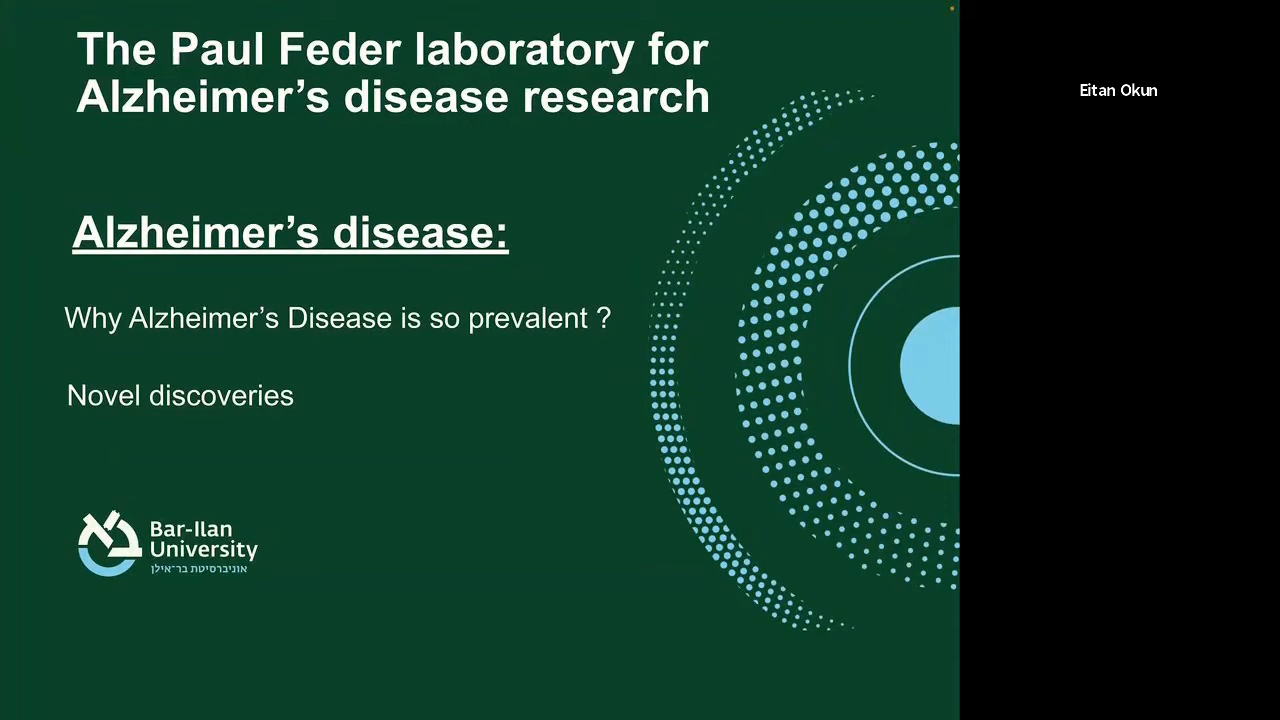 The Paul Feder laboratory for
Alzheimer’s disease research
Eitan Okun
Alzheimer’s disease:
Why Alzheimer’s Disease is so prevalent ?
Novel discoveries
Bar-Ilan
University
אוניברסיטת בר־אילן